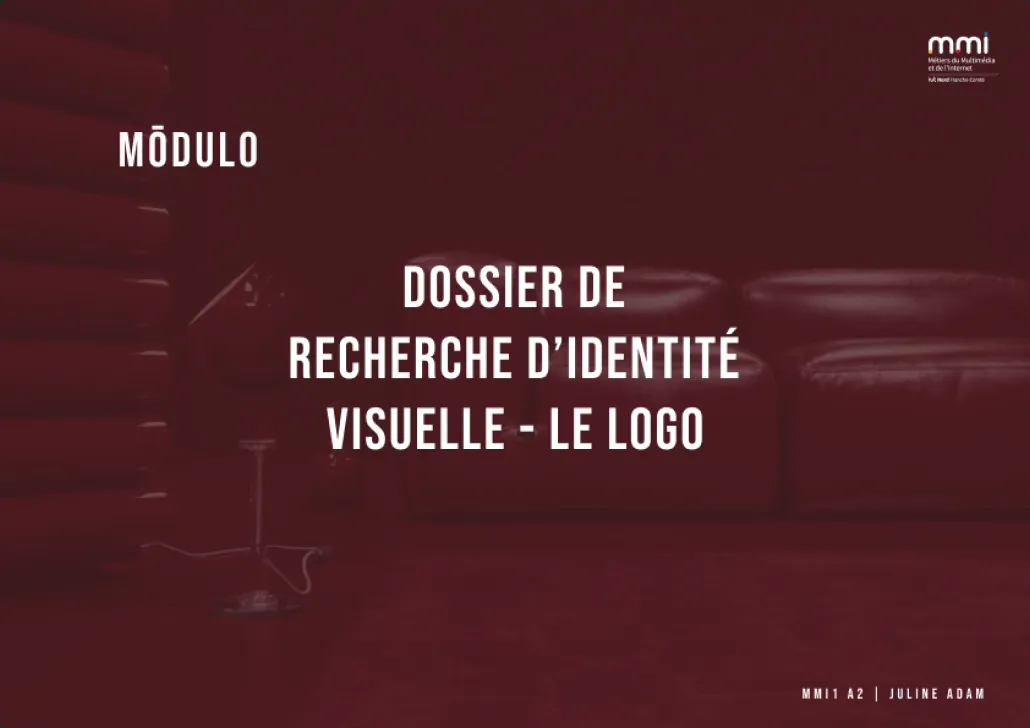 mmi
Métiers du Multimédia
et de l'Internet
IUT Nord Franche-Comté
MŌDULO
DOSSIER DE
RECHERCHE D'IDENTITÉ
VISUELLE - LE LOGO
MMI1 A2 | JULINE ADAM